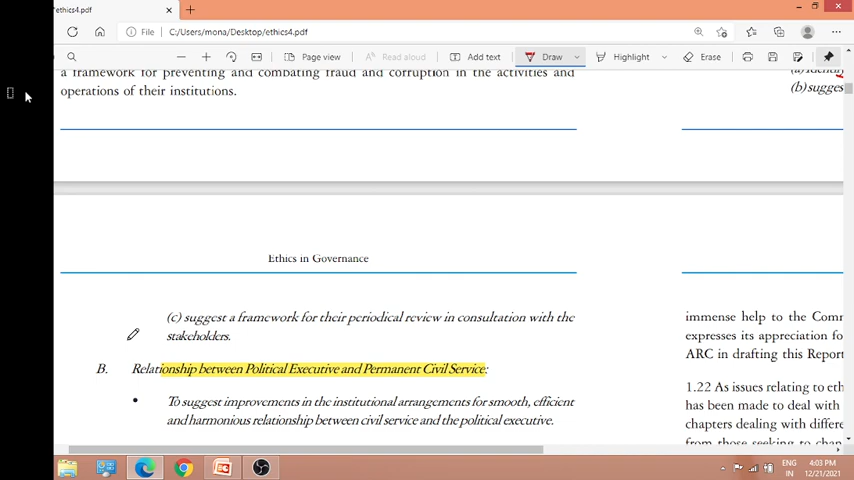 ethics4.pdf
File
C:/Users/mona/Desktop/ethics4.pdf
Page view
Read aloud
Add text
Draw
Highlight
Erase
a framework for preventing and combating fraud and corruption in the activities and
operations of their institutions.
(b) sugges
Ethics in Governance
(c) suggest a framework for their periodical review in consultation with the
stakeholders.
B. Relationship between Political Executive and Permanent Civil Service:
• To suggest improvements in the institutional arrangements for smooth, efficient
and harmonious relationship between civil service and the political executive.
immense help to the Comm
expresses its appreciation fo
ARC in drafting this Report
1.22 As issues relating to eth
has been made to deal with
chapters dealing with differe
from those seeking to chan
ENG
IN
4:03 PM
12/21/2021